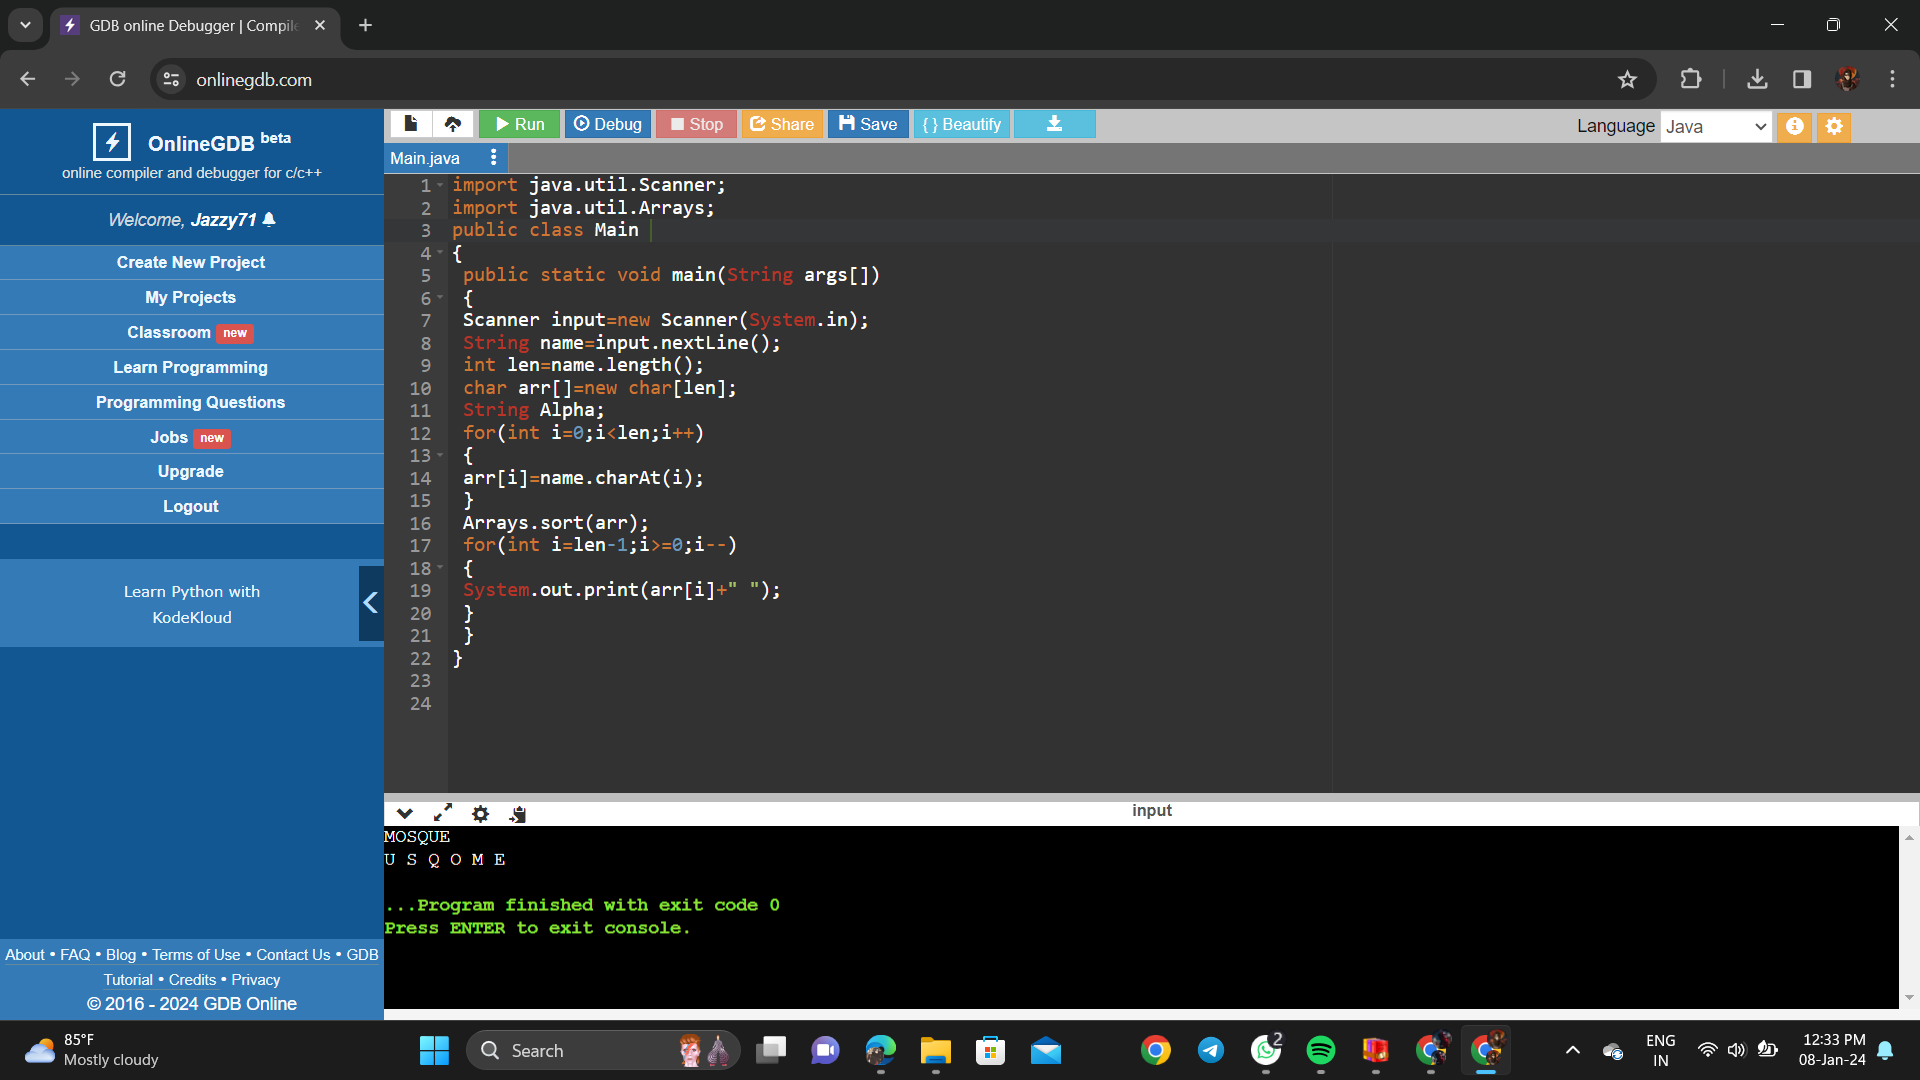 GDB online Debugger | Compile
onlinegdb.com
OnlineGDB beta
online compiler and debugger for c/c++
Welcome, Jazzy71
Create New Project
My Projects
Classroom new
Learn Programming
Programming Questions
Jobs new
Upgrade
Logout
Learn Python with
KodeKloud
About • FAQ • Blog • Terms of Use • Contact Us • GDB
Tutorial • Credits • Privacy
© 2016 - 2024 GDB Online
Run Debug Stop Share Save { } Beautify
Language Java
Main.java
1 import java.util.Scanner;
2 import java.util.Arrays;
3 public class Main
4 {
5 public static void main(String args[])
6 {
7 Scanner input=new Scanner(System.in);
8 String name=input.nextLine();
9 int len=name.length();
10 char arr[]=new char[len];
11 String Alpha;
12 for(int i=0;i<len;i++)
13 {
14 arr[i]=name.charAt(i);
15 }
16 Arrays.sort(arr);
17 for(int i=len-1;i>=0;i--)
18 {
19 System.out.print(arr[i]+" ");
20 }
21 }
22 }
23
24
input
MOSQUE
U S Q O M E
...Program finished with exit code 0
Press ENTER to exit console.
85°F
Mostly cloudy
Search
2
ENG
IN
12:33 PM
08-Jan-24